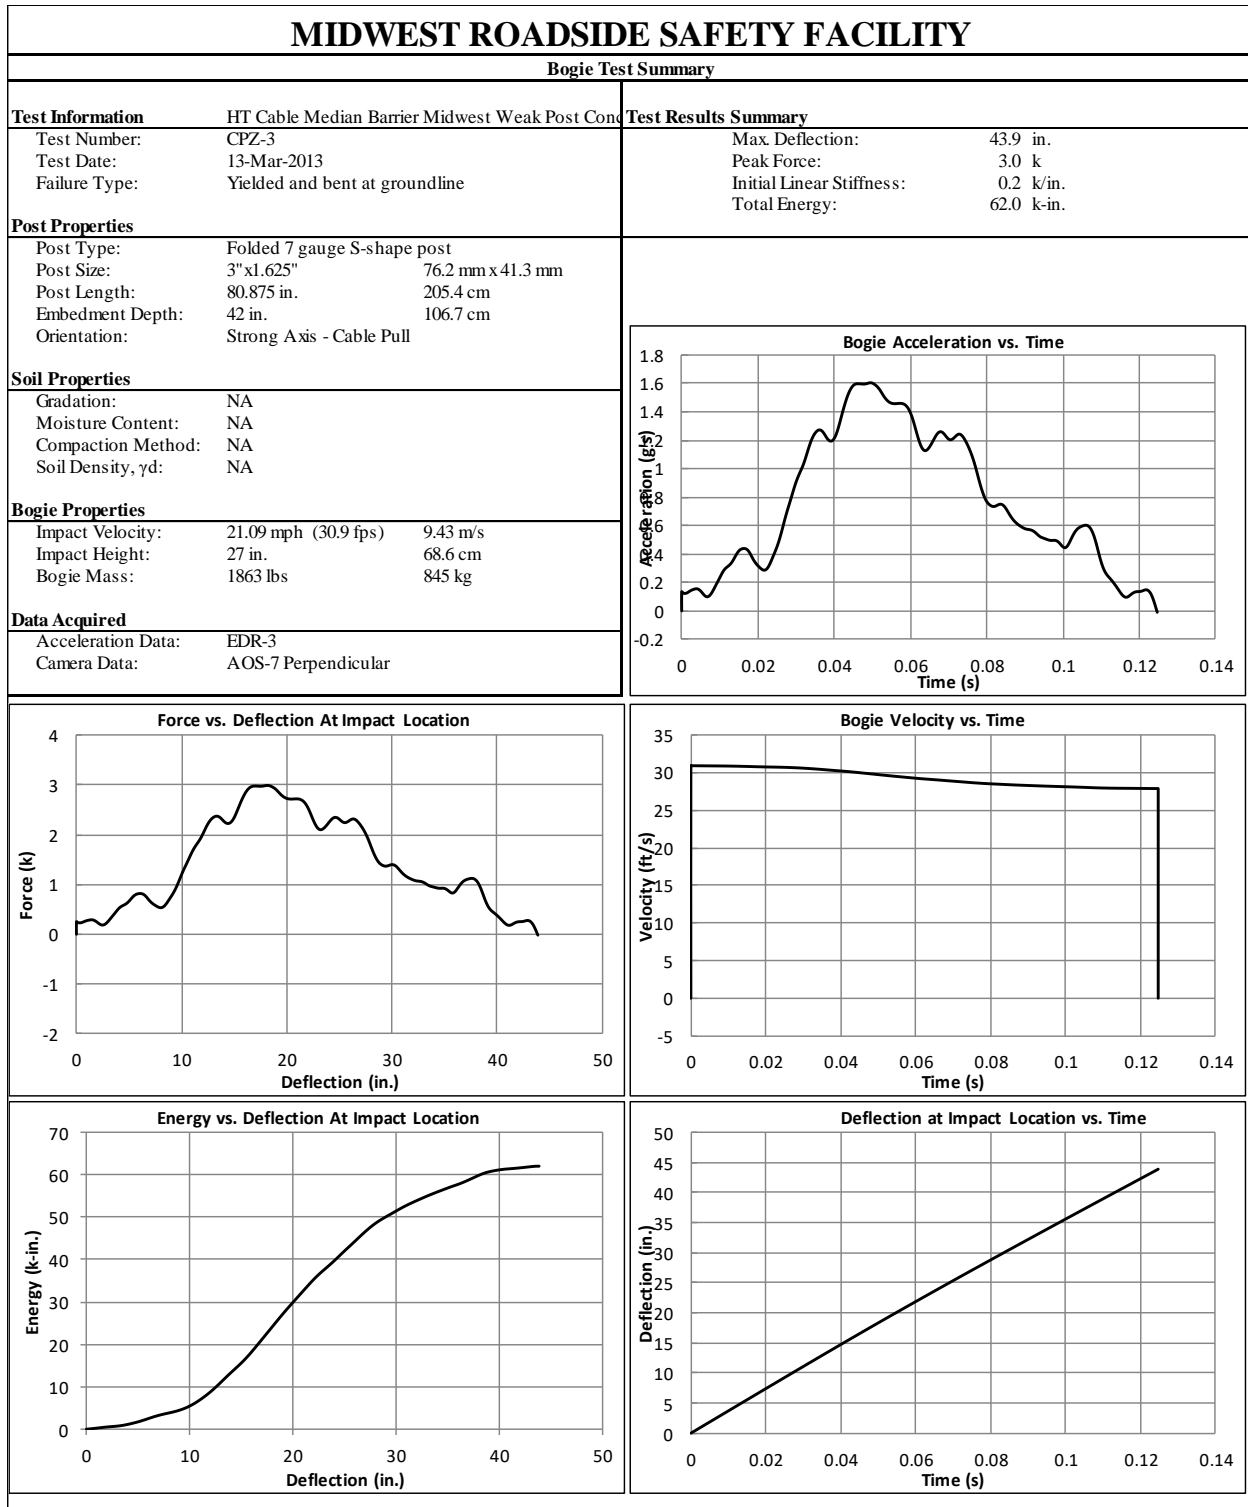 MIDWEST ROADSIDE SAFETY FACILITY
Bogie Test Summary
Test Information HT Cable Median Barrier Midwest Weak Post Conc
Test Number: CPZ-3
Test Date: 13-Mar-2013
Failure Type: Yielded and bent at groundline
Post Properties
Post Type: Folded 7 gauge S-shape post
Post Size: 3"x1.625" 76.2 mm x 41.3 mm
Post Length: 80.875 in. 205.4 cm
Embedment Depth: 42 in. 106.7 cm
Orientation: Strong Axis - Cable Pull
Soil Properties
Gradation: NA
Moisture Content: NA
Compaction Method: NA
Soil Density, γd: NA
Bogie Properties
Impact Velocity: 21.09 mph (30.9 fps) 9.43 m/s
Impact Height: 27 in. 68.6 cm
Bogie Mass: 1863 lbs 845 kg
Data Acquired
Acceleration Data: EDR-3
Camera Data: AOS-7 Perpendicular
Test Results Summary
Max. Deflection: 43.9 in.
Peak Force: 3.0 k
Initial Linear Stiffness: 0.2 k/in.
Total Energy: 62.0 k-in.
Bogie Acceleration vs. Time
1.8
1.6
1.4
1.2
1
0.8
0.6
0.4
0.2
0
-0.2
Acceleration (g's)
0 0.02 0.04 0.06 0.08 0.1 0.12 0.14
Time (s)
Force vs. Deflection At Impact Location
4
3
2
1
0
-1
-2
Force (k)
0 10 20 30 40 50
Deflection (in.)
Bogie Velocity vs. Time
35
30
25
20
15
10
5
0
-5
Velocity (ft/s)
0 0.02 0.04 0.06 0.08 0.1 0.12 0.14
Time (s)
Energy vs. Deflection At Impact Location
70
60
50
40
30
20
10
0
Energy (k-in.)
0 10 20 30 40 50
Deflection (in.)
Deflection at Impact Location vs. Time
50
45
40
35
30
25
20
15
10
5
0
Deflection (in.)
0 0.02 0.04 0.06 0.08 0.1 0.12 0.14
Time (s)